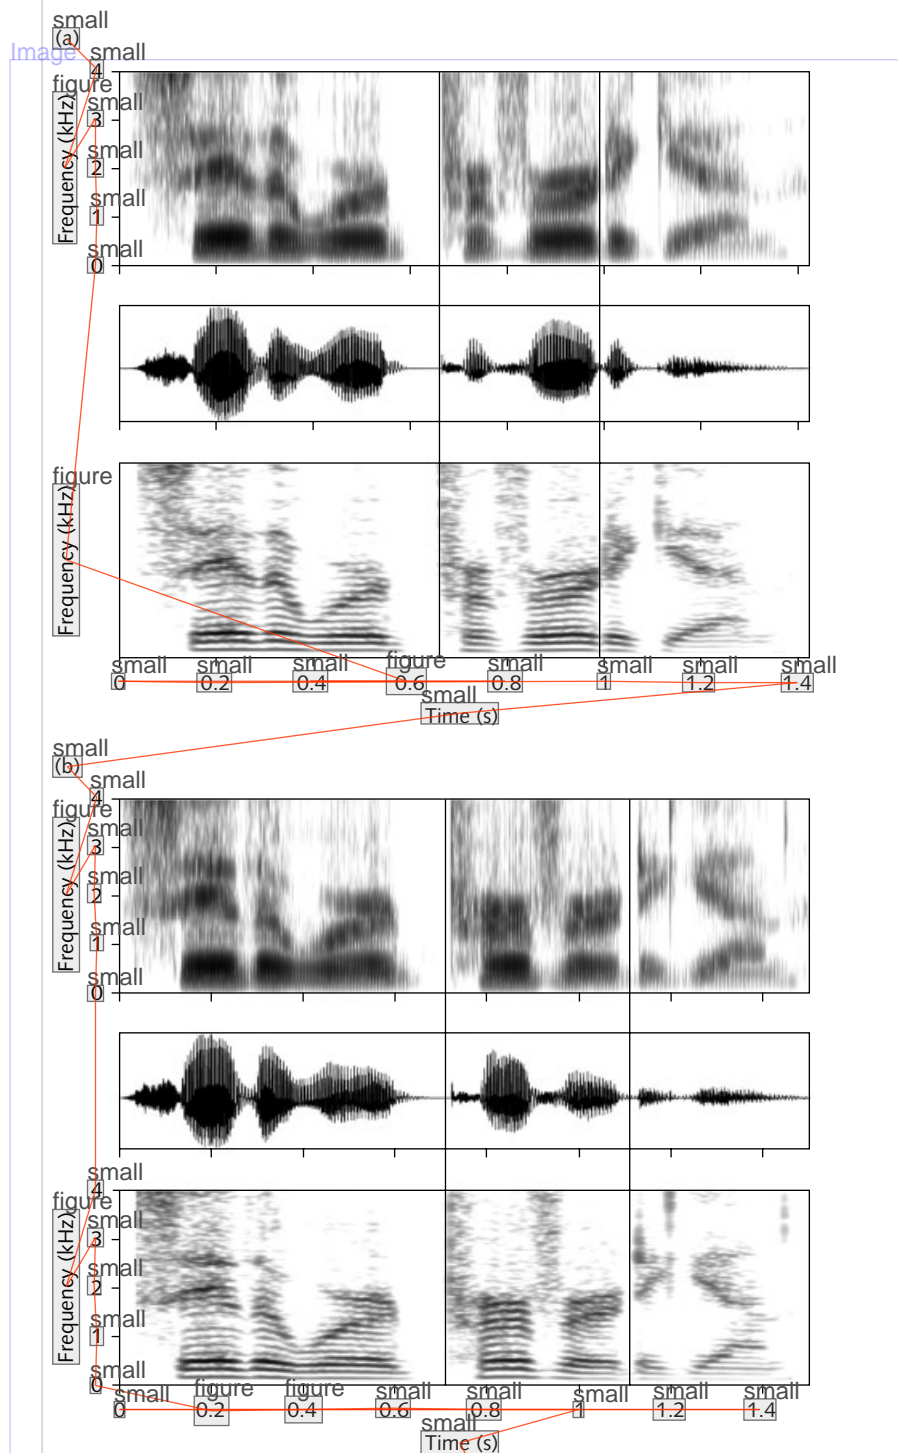 small
(a)
Image
small
4
figure
small
3
Frequency (kHz)
small
2
small
1
small
0
figure
Frequency (kHz)
small small small figure small small small small
0 0.2 0.4 0.6 0.8 1 1.2 1.4
small
Time (s)
small
(b)
small
4
figure
small
3
Frequency (kHz)
small
2
small
1
small
0
small
4
figure
small
3
Frequency (kHz)
small
2
small
1
small
0
small figure figure small small small small small
0 0.2 0.4 0.6 0.8 1 1.2 1.4
small
Time (s)